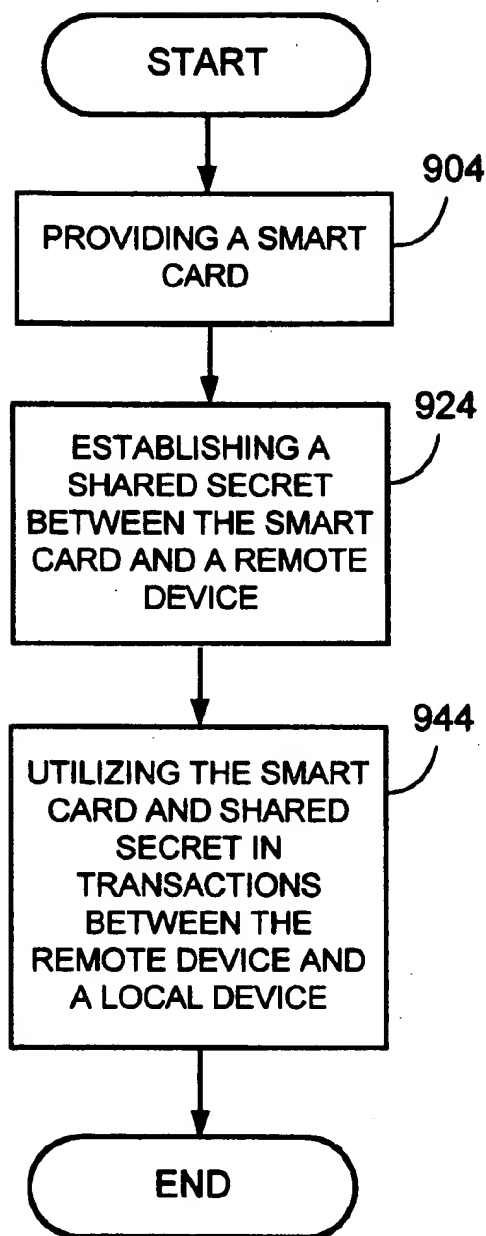 START
904
PROVIDING A SMART
CARD
924
ESTABLISHING A
SHARED SECRET
BETWEEN THE SMART
CARD AND A REMOTE
DEVICE
944
UTILIZING THE SMART
CARD AND SHARED
SECRET IN
TRANSACTIONS
BETWEEN THE
REMOTE DEVICE AND
A LOCAL DEVICE
END